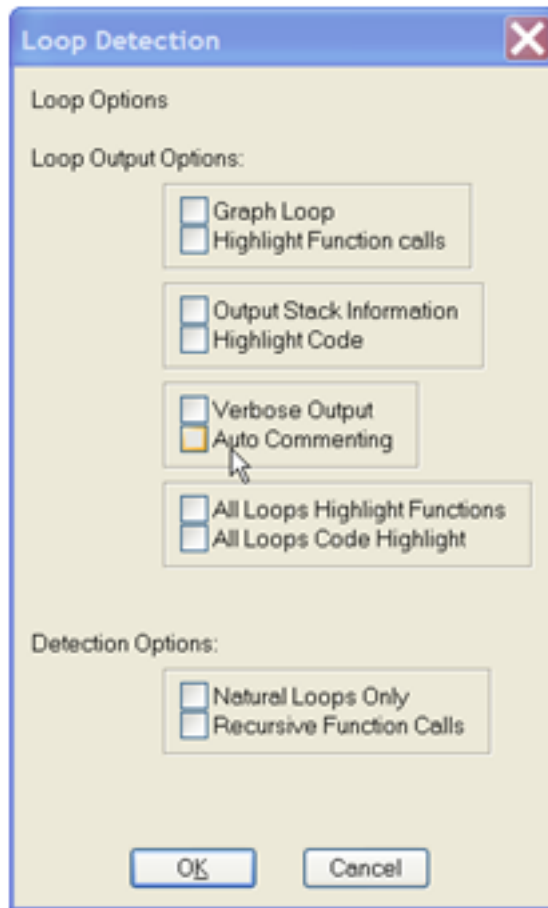 Loop Detection
Loop Options
Loop Output Options:
Graph Loop
Highlight Function calls
Output Stack Information
Highlight Code
Verbose Output
Auto Commenting
All Loops Highlight Functions
All Loops Code Highlight
Detection Options:
Natural Loops Only
Recursive Function Calls
OK
Cancel